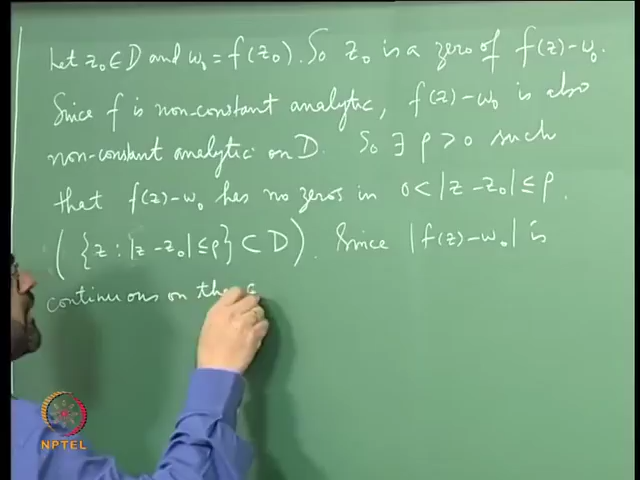 Let z₀ ∈ D and w₀ = f(z₀). So z₀ is a zero of f(z) - w₀.
Since f is non-constant analytic, f(z) - w₀ is also
non-constant analytic on D. So ∃ ρ > 0 such
that f(z) - w₀ has no zeros in 0 < |z - z₀| ≤ ρ.
({z : |z - z₀| ≤ ρ} ⊂ D). Since |f(z) - w₀| is
continuous on the
NPTEL